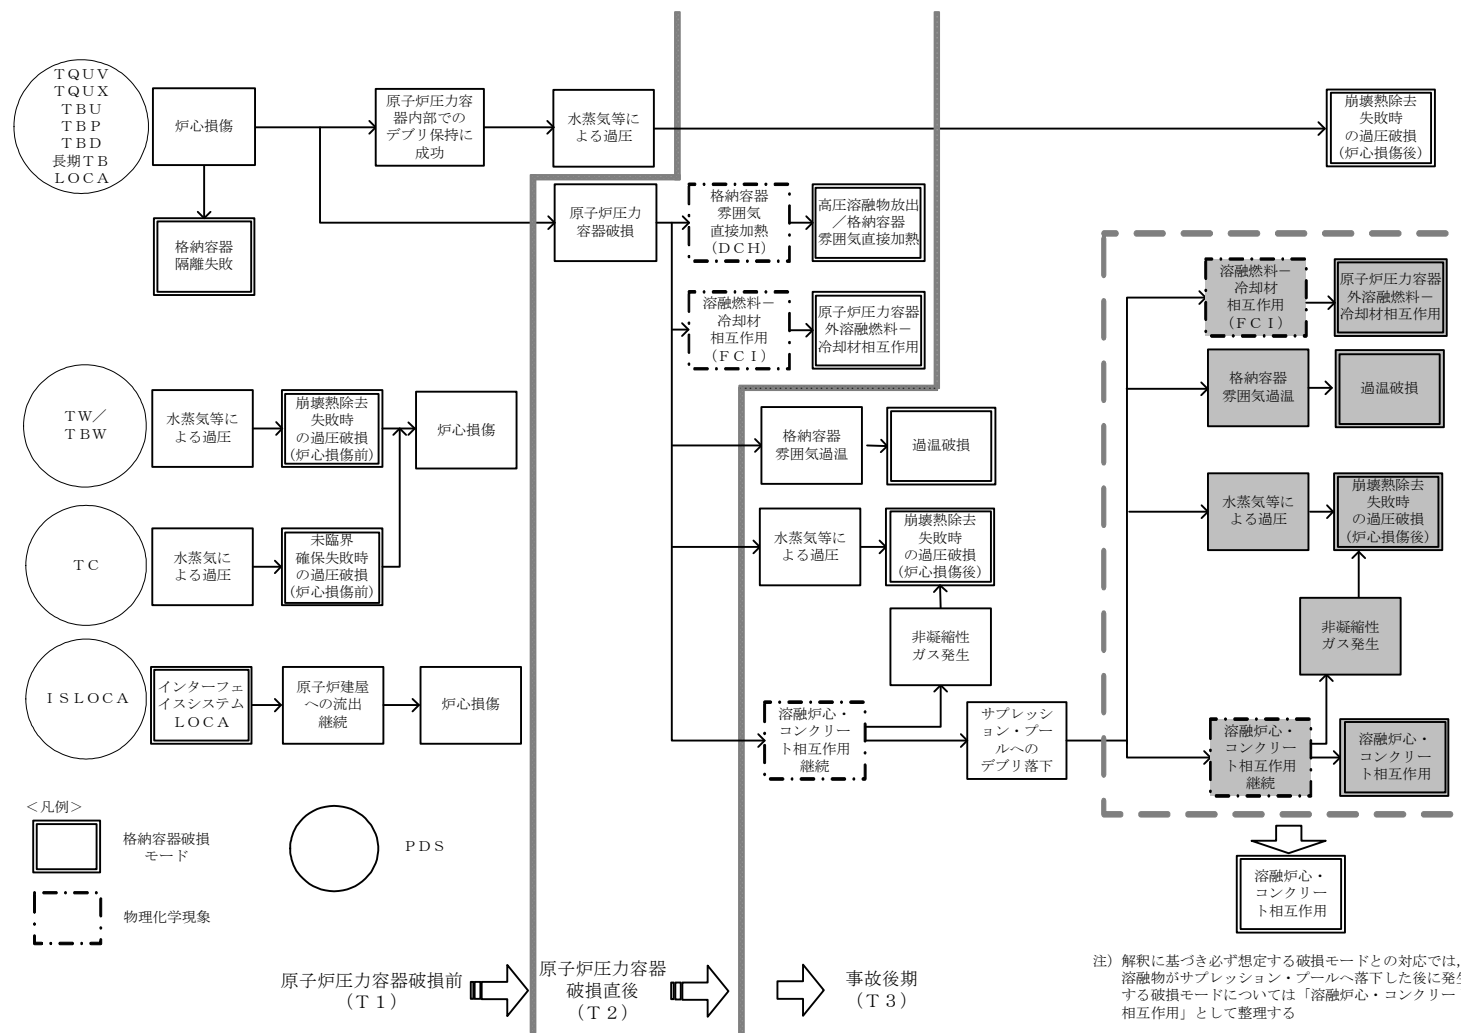 ＴＱＵＶ
ＴＱＵＸ
ＴＢＵ
ＴＢＰ
ＴＢＤ
長期ＴＢ
ＬＯＣＡ
炉心損傷
原子炉圧力容
器内部での
デブリ保持に
成功
水蒸気等に
よる過圧
崩壊熱除去
失敗時
の過圧破損
(炉心損傷後)
格納容器
隔離失敗
原子炉圧力
容器破損
格納容器
雰囲気
直接加熱
(ＤＣＨ)
高圧溶融物放出
／格納容器
雰囲気直接加熱
溶融燃料－
冷却材
相互作用
(ＦＣＩ)
原子炉圧力容器
外溶融燃料－
冷却材相互作用
溶融燃料－
冷却材
相互作用
(ＦＣＩ)
原子炉圧力容器
外溶融燃料－
冷却材相互作用
ＴＷ／
ＴＢＷ
水蒸気等に
よる過圧
崩壊熱除去
失敗時
の過圧破損
(炉心損傷前)
炉心損傷
格納容器
雰囲気過温
過温破損
格納容器
雰囲気過温
過温破損
ＴＣ
水蒸気に
よる過圧
未臨界
確保失敗時
の過圧破損
(炉心損傷前)
水蒸気等に
よる過圧
崩壊熱除去
失敗時
の過圧破損
(炉心損傷後)
水蒸気等に
よる過圧
崩壊熱除去
失敗時
の過圧破損
(炉心損傷後)
非凝縮性
ガス発生
非凝縮性
ガス発生
ＩＳＬＯＣＡ
インターフェ
イスシステム
ＬＯＣＡ
原子炉建屋
への流出
継続
炉心損傷
溶融炉心・
コンクリー
ト相互作用
継続
サプレッシ
ョン・プー
ルへの
デブリ落下
溶融炉心・
コンクリー
ト相互作用
継続
溶融炉心・
コンクリー
ト相互作用
＜凡例＞
格納容器破損
モード
ＰＤＳ
物理化学現象
溶融炉心・
コンクリー
ト相互作用
原子炉圧力容器破損前
(Ｔ１)
原子炉圧力容器
破損直後
(Ｔ２)
事故後期
(Ｔ３)
注）解釈に基づき必ず想定する破損モードとの対応では，
溶融物がサプレッション・プールへ落下した後に発生
する破損モードについては「溶融炉心・コンクリー
相互作用」として整理する